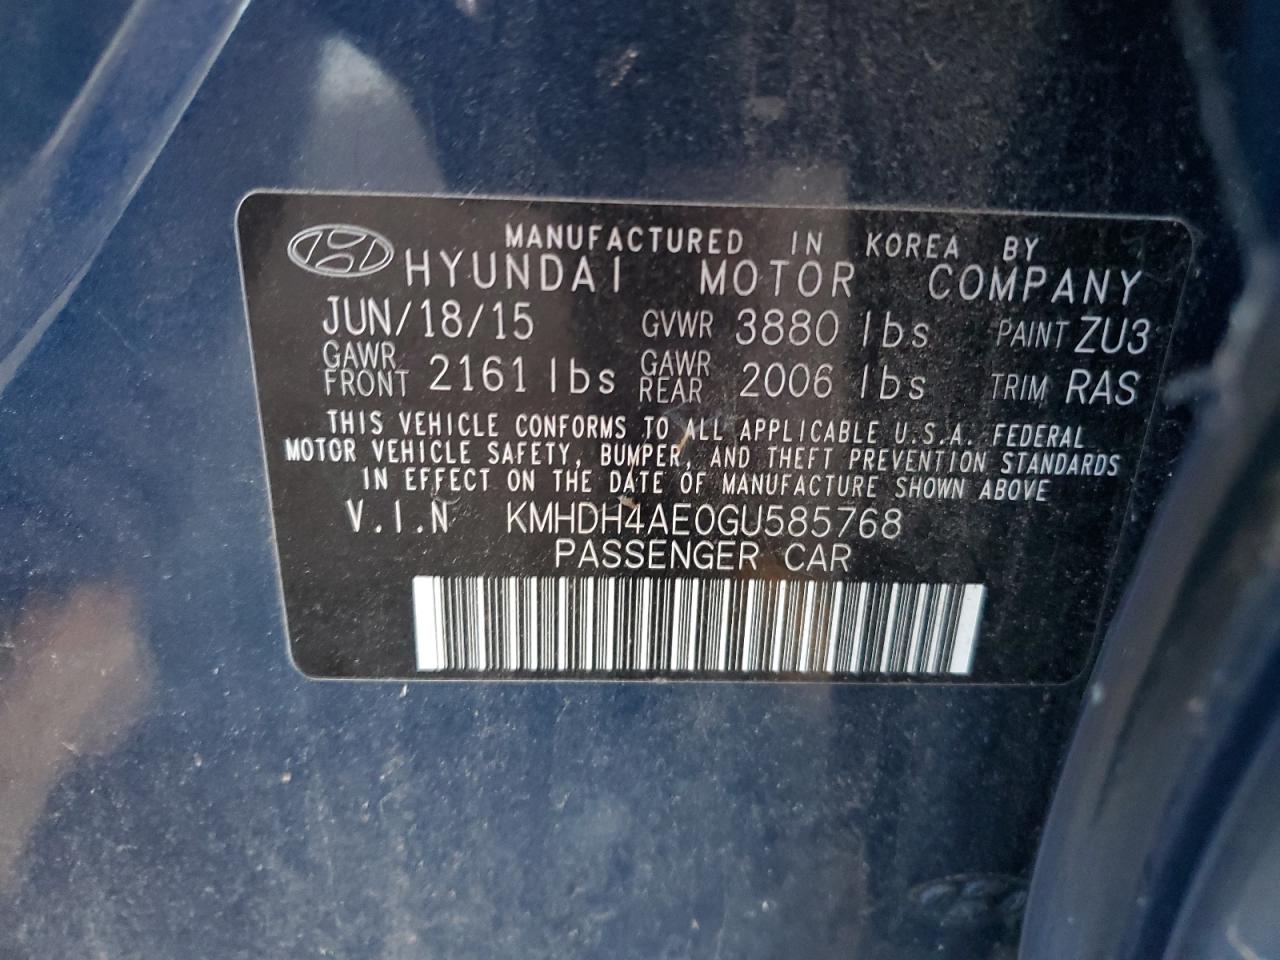 MANUFACTURED IN KOREA BY
HYUNDAI MOTOR COMPANY
JUN/18/15 GVWR 3880 lbs PAINT ZU3
GAWR FRONT 2161 lbs GAWR REAR 2006 lbs TRIM RAS
THIS VEHICLE CONFORMS TO ALL APPLICABLE U.S.A. FEDERAL
MOTOR VEHICLE SAFETY, BUMPER, AND THEFT PREVENTION STANDARDS
IN EFFECT ON THE DATE OF MANUFACTURE SHOWN ABOVE
V.I.N KMHDH4AE0GU585768
PASSENGER CAR